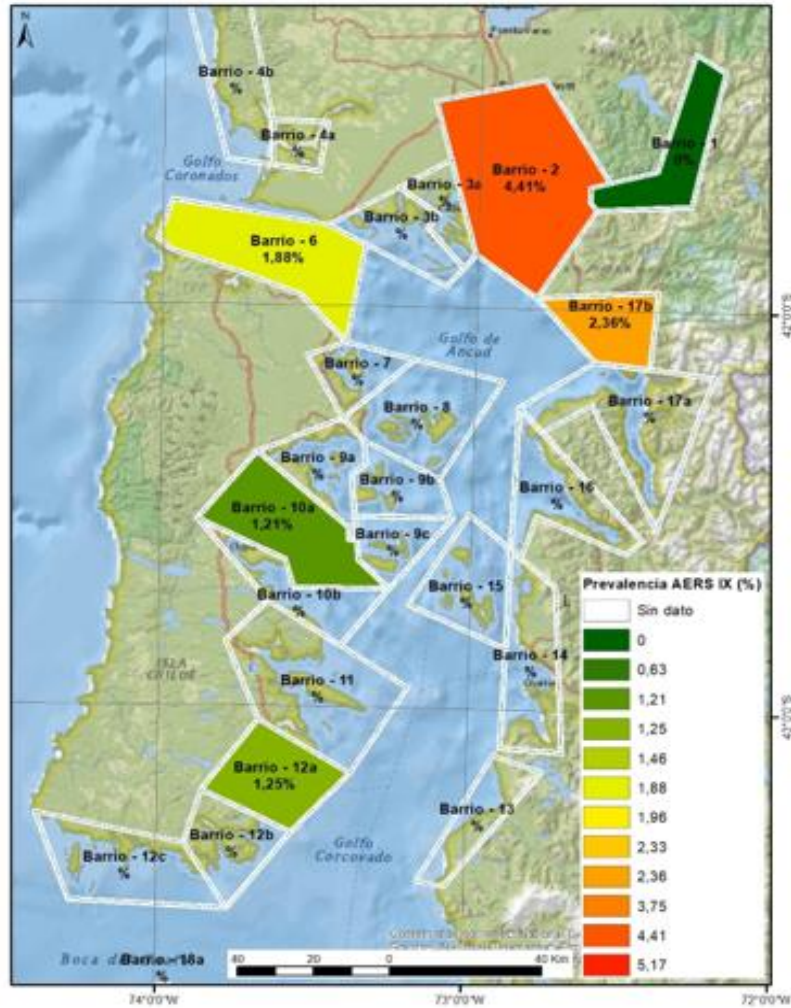 N
Barrio - 4b
%
Barrio - 4a
%
Golfo
Coronados
Barrio - 1
0%
Barrio - 2
4,41%
Barrio - 3a
%
Barrio - 3b
%
Barrio - 6
1,88%
Barrio - 17b
2,36%
42°0'0"S
Golfo de
Ancud
Barrio - 7
%
Barrio - 8
%
Barrio - 17a
%
Barrio - 9a
%
Barrio - 9b
%
Barrio - 16
%
Barrio - 10a
1,21%
Barrio - 9c
%
Barrio - 10b
%
Barrio - 15
%
Barrio - 14
%
ISLA
CHILOE
Barrio - 11
%
43°0'0"S
Barrio - 12a
1,25%
Barrio - 13
%
Barrio - 12b
%
Barrio - 12c
%
Golfo
Corcovado
Boca d
Barrio - 18a
%
Prevalencia AERS IX (%)
Sin dato
0
0,63
1,21
1,25
1,46
1,88
1,96
2,33
2,36
3,75
4,41
5,17
40 20 0 40 Km
74°0'0"W 73°0'0"W 72°0'0"W